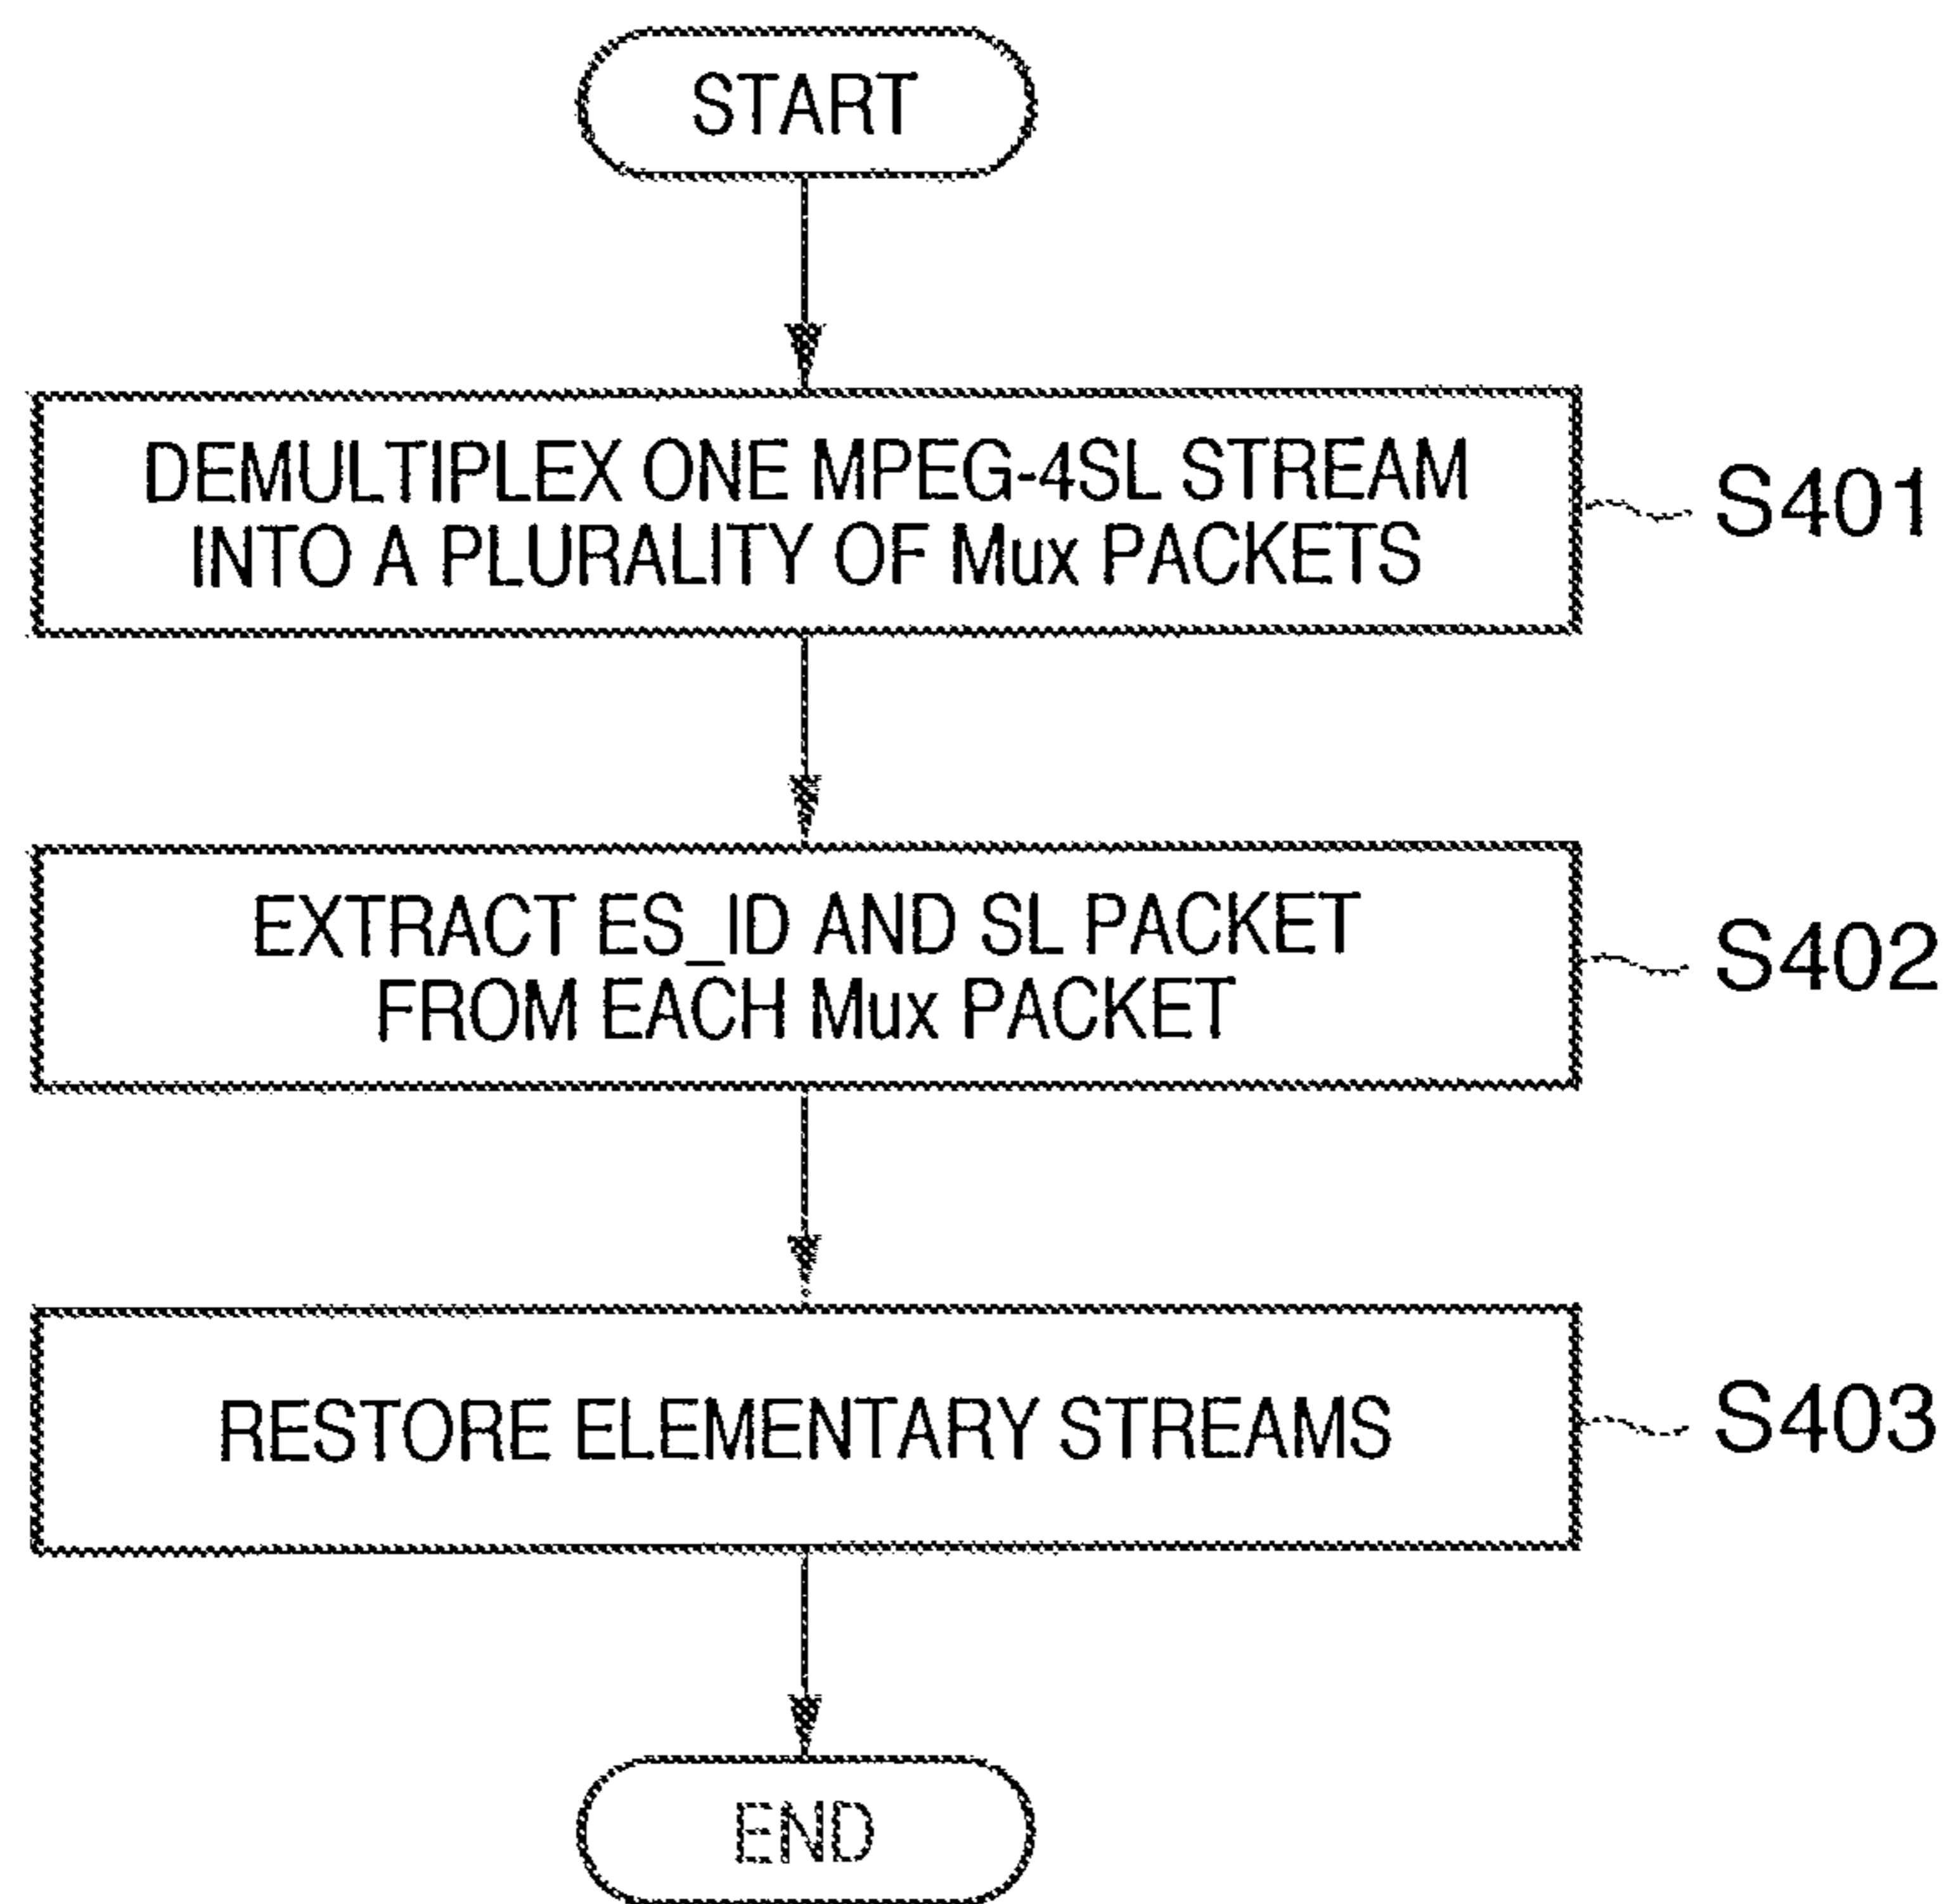 START
DEMULTIPLEX ONE MPEG-4SL STREAM
INTO A PLURALITY OF Mux PACKETS
S401
EXTRACT ES_ID AND SL PACKET
FROM EACH Mux PACKET
S402
RESTORE ELEMENTARY STREAMS
S403
END